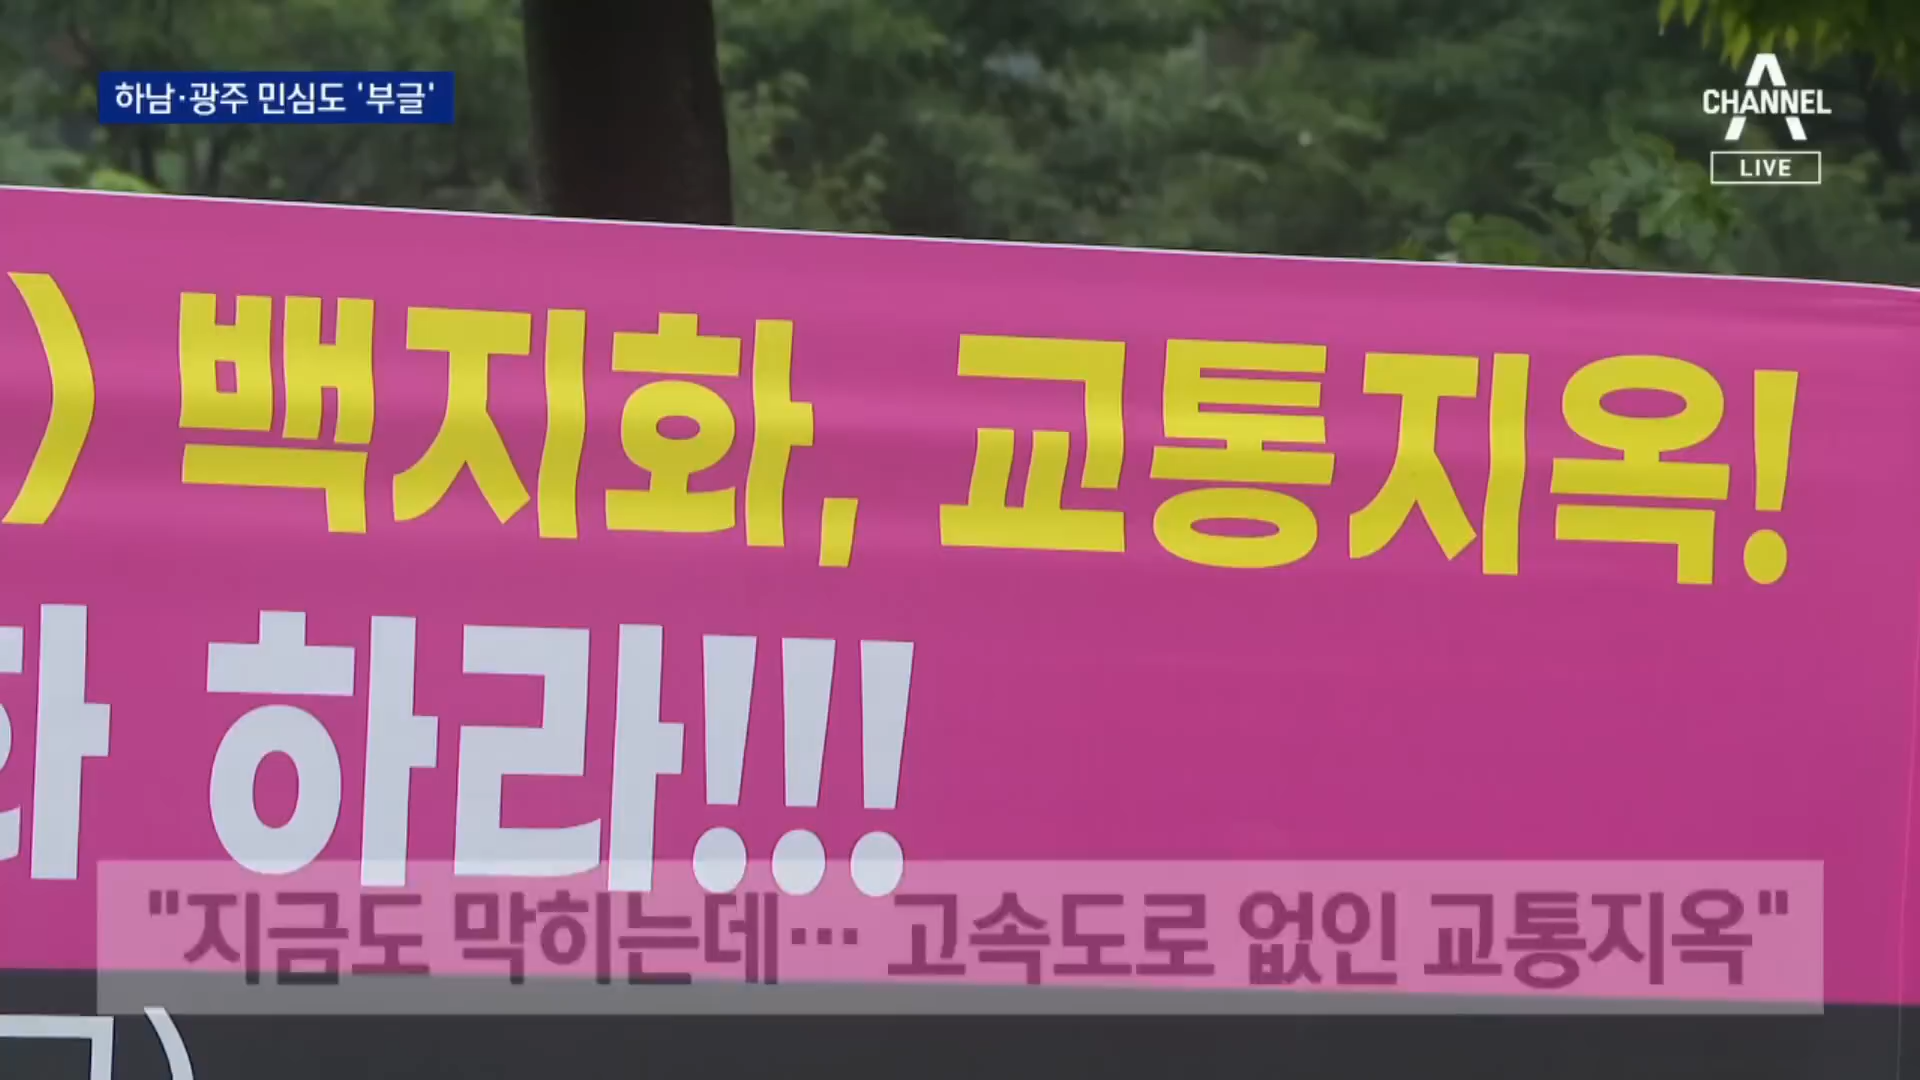 하남·광주 민심도 '부글'
CHANNEL A
LIVE
) 백지화, 교통지옥!
화 하라!!!
"지금도 막히는데… 고속도로 없인 교통지옥"